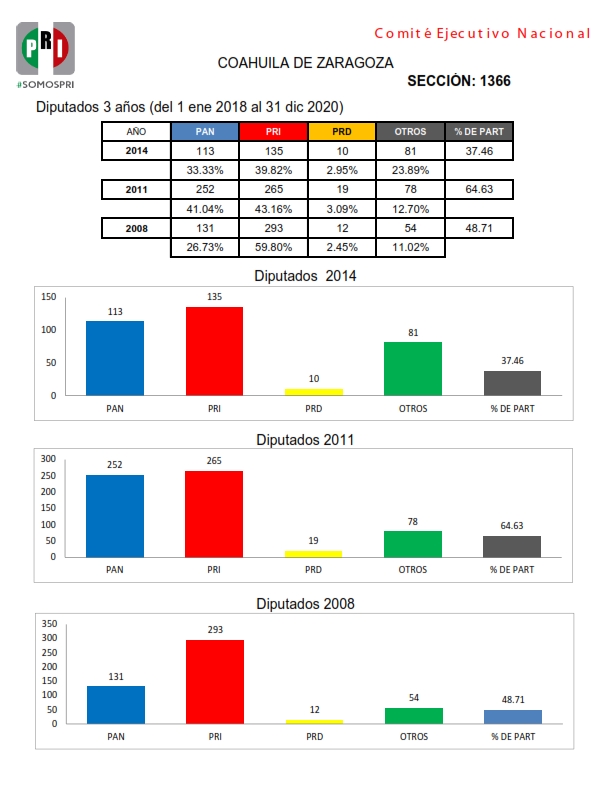 Comité Ejecutivo Nacional
PRI
#SOMOSPRI
COAHUILA DE ZARAGOZA
SECCIÓN: 1366
Diputados 3 años (del 1 ene 2018 al 31 dic 2020)
AÑO PAN PRI PRD OTROS % DE PART
2014 113 135 10 81 37.46
33.33% 39.82% 2.95% 23.89%
2011 252 265 19 78 64.63
41.04% 43.16% 3.09% 12.70%
2008 131 293 12 54 48.71
26.73% 59.80% 2.45% 11.02%
Diputados 2014
150
100
50
0
113
135
10
81
37.46
PAN PRI PRD OTROS % DE PART
Diputados 2011
300
250
200
150
100
50
0
252
265
19
78
64.63
PAN PRI PRD OTROS % DE PART
Diputados 2008
350
300
250
200
150
100
50
0
131
293
12
54
48.71
PAN PRI PRD OTROS % DE PART